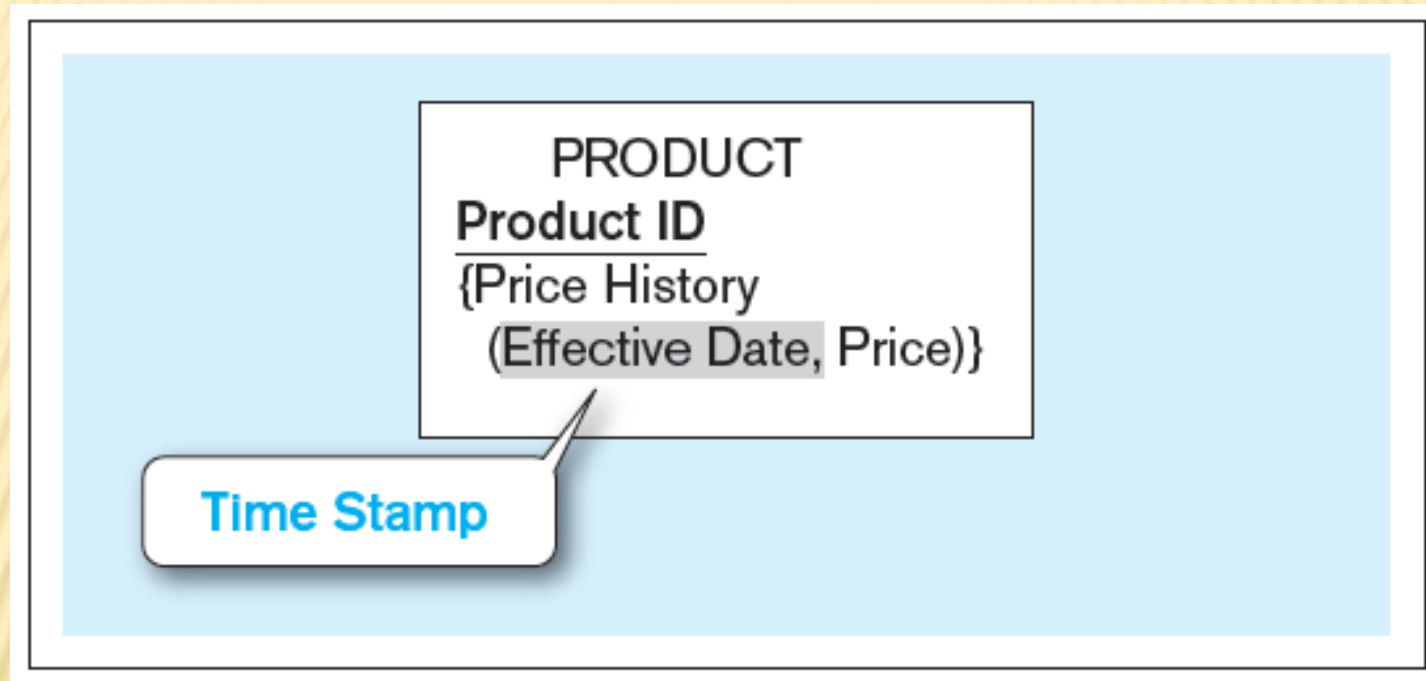 PRODUCT
Product ID
{Price History
(Effective Date, Price)}
Time Stamp